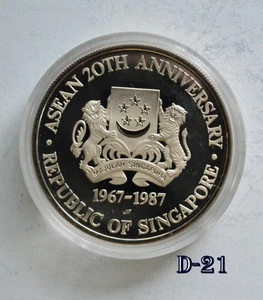 ASEAN 20TH ANNIVERSARY
MAJULAH SINGAPURA
1967-1987
REPUBLIC OF SINGAPORE
D-21